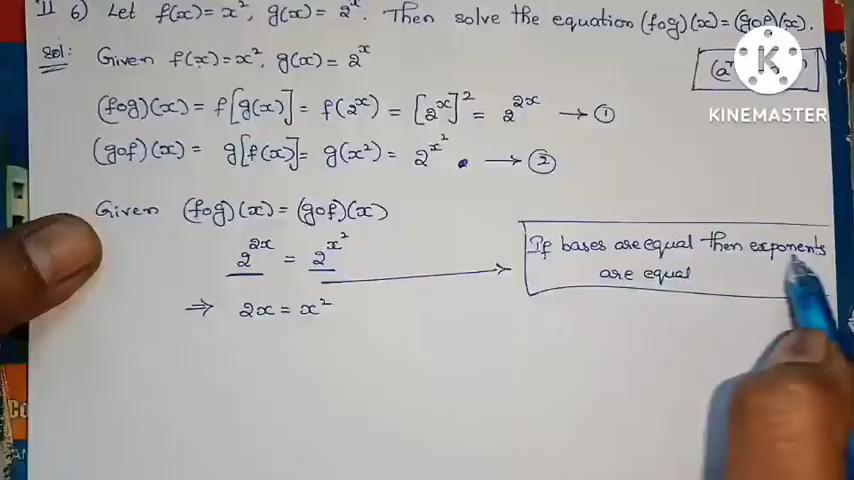 II 6) Let f(x) = x², g(x) = 2^x. Then solve the equation (fog)(x) = (gof)(x).
Sol: Given f(x) = x², g(x) = 2^x
KINEMASTER
(fog)(x) = f[g(x)] = f(2^x) = [2^x]² = 2^2x → ①
(gof)(x) = g[f(x)] = g(x²) = 2^x². → ②
Given (fog)(x) = (gof)(x)
2^2x = 2^x²
If bases are equal then exponents
are equal
⇒ 2x = x²